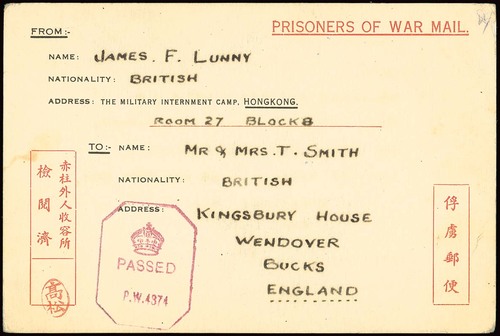 PRISONERS OF WAR MAIL.
FROM:-
NAME: JAMES. F. LUNNY
NATIONALITY: BRITISH
ADDRESS: THE MILITARY INTERNMENT CAMP. HONGKONG.
ROOM 27 BLOCK 8
TO:- NAME: MR & MRS. T. SMITH
NATIONALITY: BRITISH
ADDRESS: KINGSBURY HOUSE
WENDOVER
BUCKS
ENGLAND
赤柱外人收容所
檢閱濟
高松
PASSED
P.W.4374
俘虜郵便